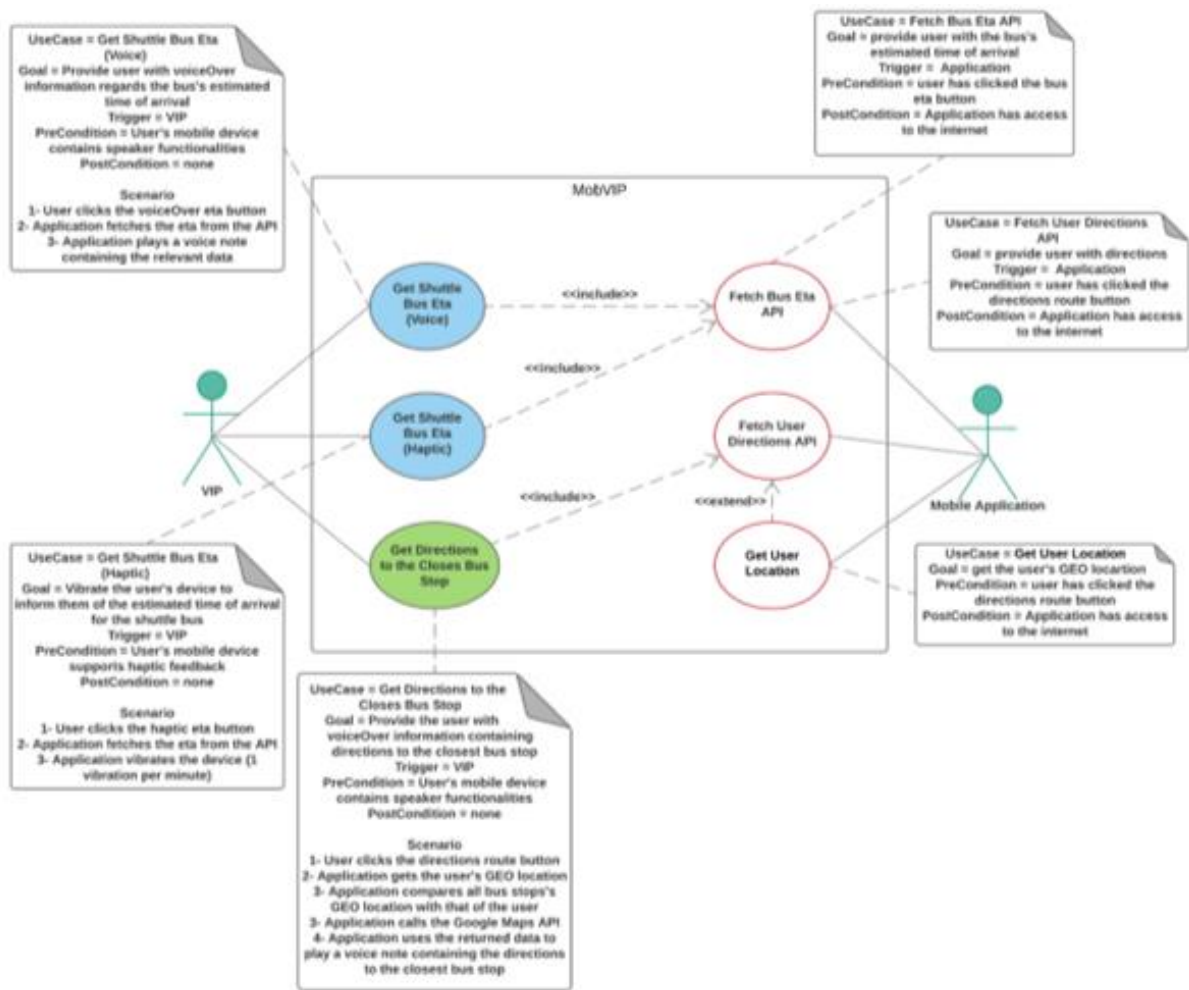 UseCase = Get Shuttle Bus Eta
(Voice)
Goal = Provide user with voiceOver
information regards the bus's estimated
time of arrival
Trigger = VIP
PreCondition = User's mobile device
contains speaker functionalities
PostCondition = none
Scenario
1- User clicks the voiceOver eta button
2- Application fetches the eta from the API
3- Application plays a voice note
containing the relevant data
UseCase = Fetch Bus Eta API
Goal = provide user with the bus's
estimated time of arrival
Trigger = Application
PreCondition = user has clicked the bus
eta button
PostCondition = Application has access
to the internet
MobVIP
UseCase = Fetch User Directions
API
Goal = provide user with directions
Trigger = Application
PreCondition = user has clicked the
directions route button
PostCondition = Application has access
to the internet
Get Shuttle
Bus Eta
(Voice)
<<include>>
Fetch Bus Eta
API
<<include>>
Get Shuttle
Bus Eta
(Haptic)
Fetch User
Directions API
VIP
<<include>>
<<extend>>
Mobile Application
Get Directions
to the Closes Bus
Stop
Get User
Location
UseCase = Get Shuttle Bus Eta
(Haptic)
Goal = Vibrate the user's device to
inform them of the estimated time of arrival
for the shuttle bus
Trigger = VIP
PreCondition = User's mobile device
supports haptic feedback
PostCondition = none
Scenario
1- User clicks the haptic eta button
2- Application fetches the eta from the API
3- Application vibrates the device (1
vibration per minute)
UseCase = Get User Location
Goal = get the user's GEO locartion
PreCondition = user has clicked the
directions route button
PostCondition = Application has access
to the internet
UseCase = Get Directions to the
Closes Bus Stop
Goal = Provide the user with
voiceOver information containing
directions to the closest bus stop
Trigger = VIP
PreCondition = User's mobile device
contains speaker functionalities
PostCondition = none
Scenario
1- User clicks the directions route button
2- Application gets the user's GEO location
3- Application compares all bus stops's
GEO location with that of the user
3- Application calls the Google Maps API
4- Application uses the returned data to
play a voice note containing the directions
to the closest bus stop